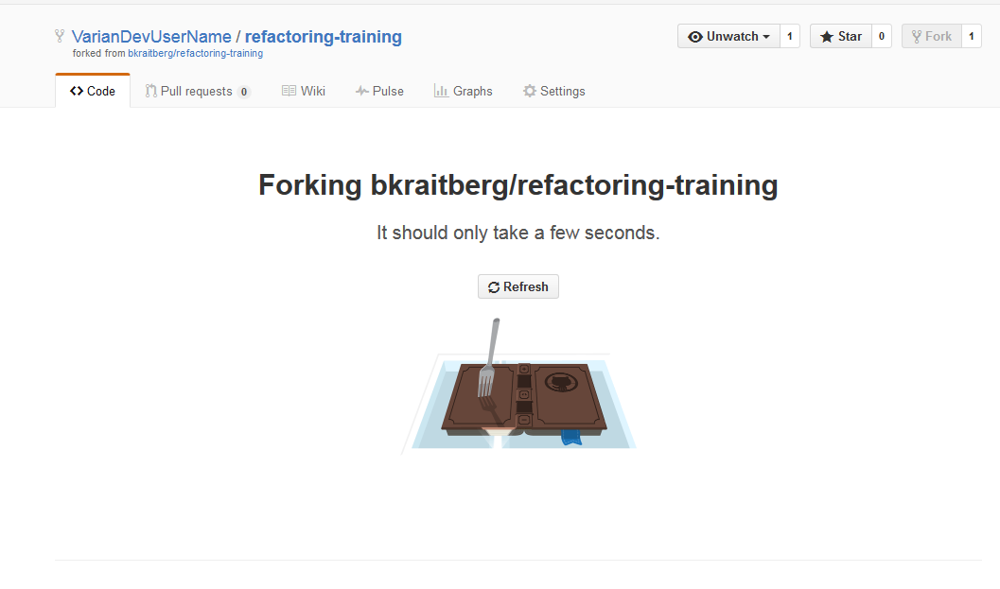 VarianDevUserName / refactoring-training
forked from bkraitberg/refactoring-training
Unwatch 1 Star 0 Fork 1
Code Pull requests 0 Wiki Pulse Graphs Settings
Forking bkraitberg/refactoring-training
It should only take a few seconds.
Refresh